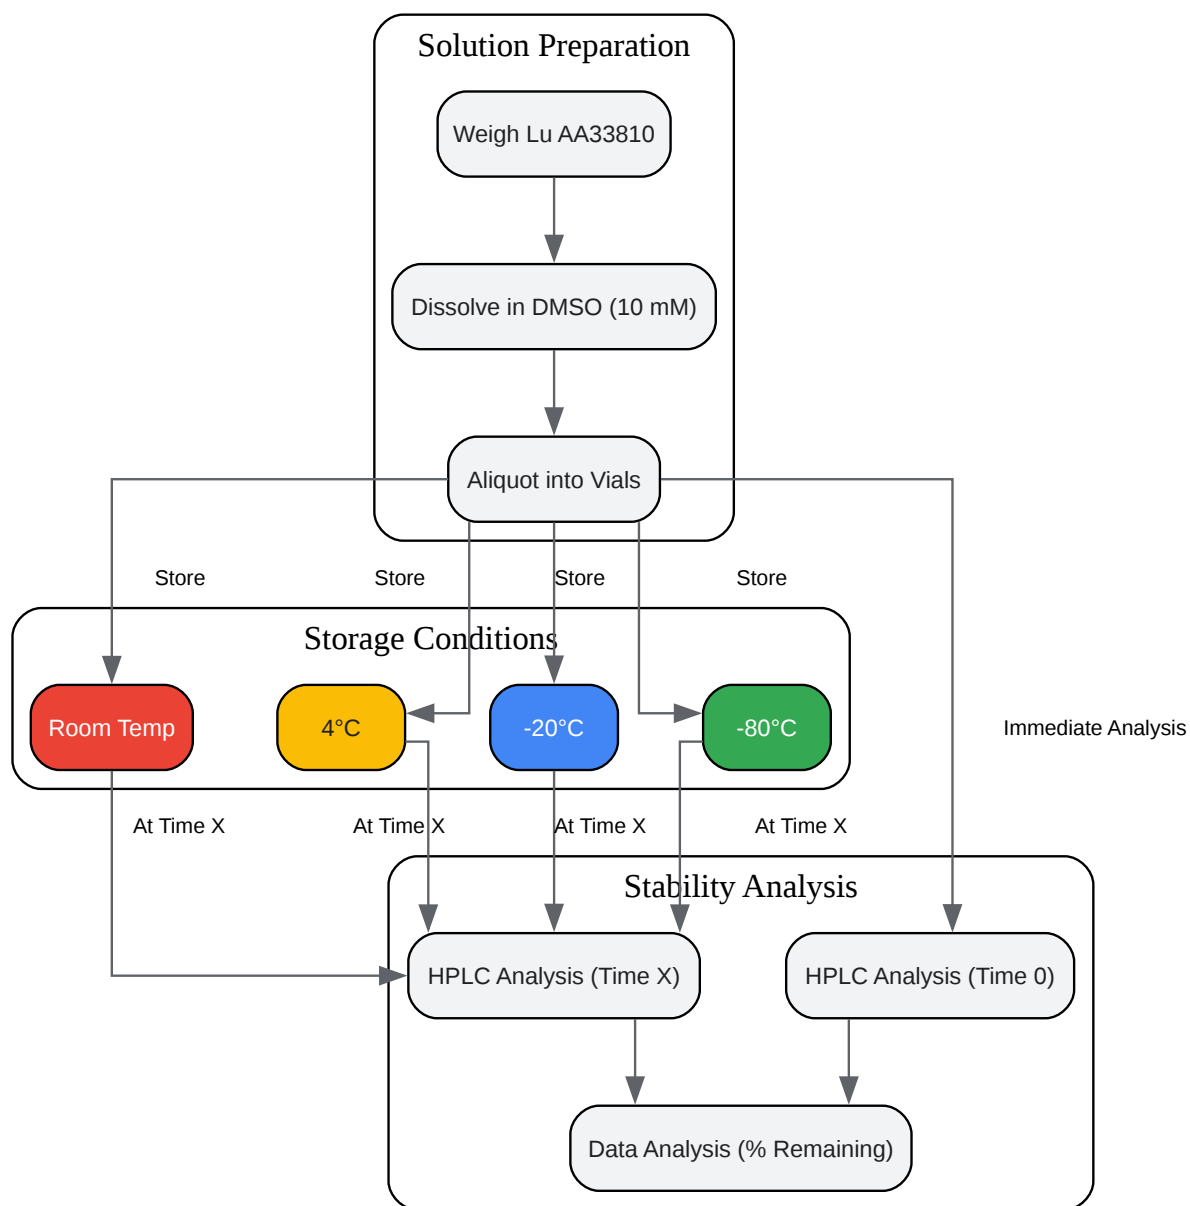 Solution Preparation
Weigh Lu AA33810
Dissolve in DMSO (10 mM)
Aliquot into Vials
Store
Store
Store
Store
Storage Conditions
Room Temp
4°C
-20°C
-80°C
Immediate Analysis
At Time X
At Time X
At Time X
At Time X
Stability Analysis
HPLC Analysis (Time X)
HPLC Analysis (Time 0)
Data Analysis (% Remaining)